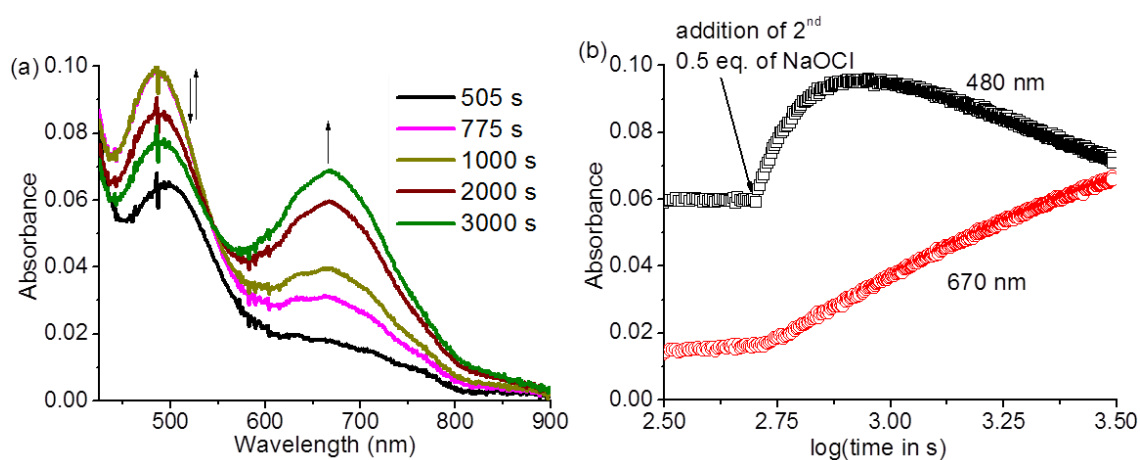 (a)
0.10
0.08
0.06
0.04
0.02
0.00
Absorbance
500
600
700
800
900
Wavelength (nm)
505 s
775 s
1000 s
2000 s
3000 s
(b)
addition of 2nd
0.5 eq. of NaOCl
480 nm
670 nm
0.10
0.08
0.06
0.04
0.02
0.00
Absorbance
2.50
2.75
3.00
3.25
3.50
log(time in s)